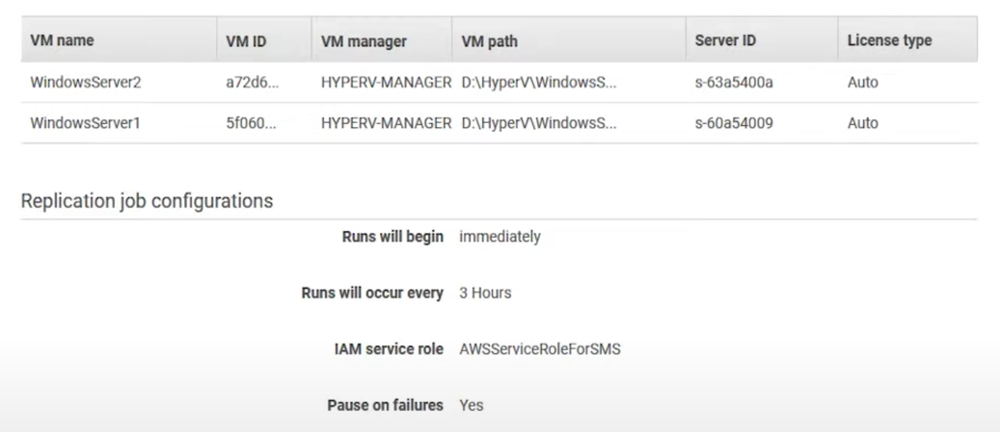 VM name VM ID VM manager VM path Server ID License type
WindowsServer2 a72d6... HYPERV-MANAGER D:\HyperV\WindowsS... s-63a5400a Auto
WindowsServer1 5f060... HYPERV-MANAGER D:\HyperV\WindowsS... s-60a54009 Auto
Replication job configurations
Runs will begin immediately
Runs will occur every 3 Hours
IAM service role AWSServiceRoleForSMS
Pause on failures Yes